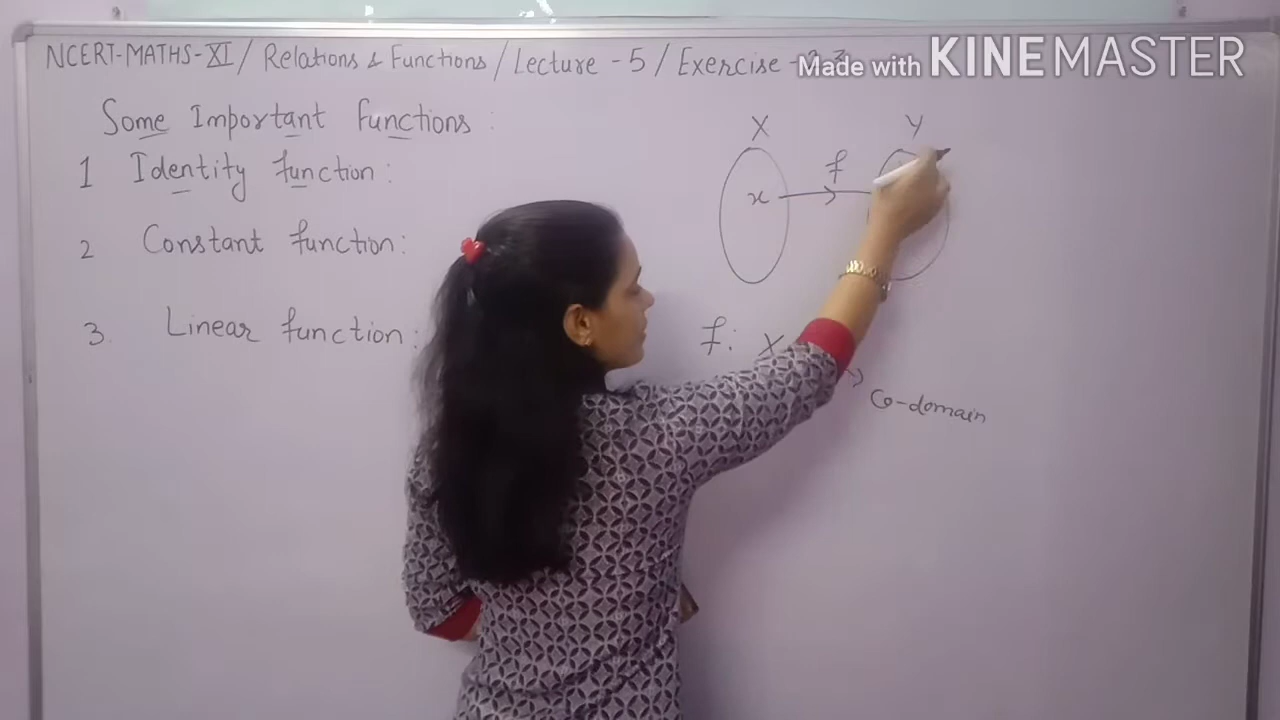 NCERT-MATHS-XI / Relations & Functions / Lecture - 5 / Exercise -
Made with KINEMASTER
Some Important Functions :
X Y
1 Identity function :
f
x
2 Constant function :
3. Linear function :
f : X
Co-domain